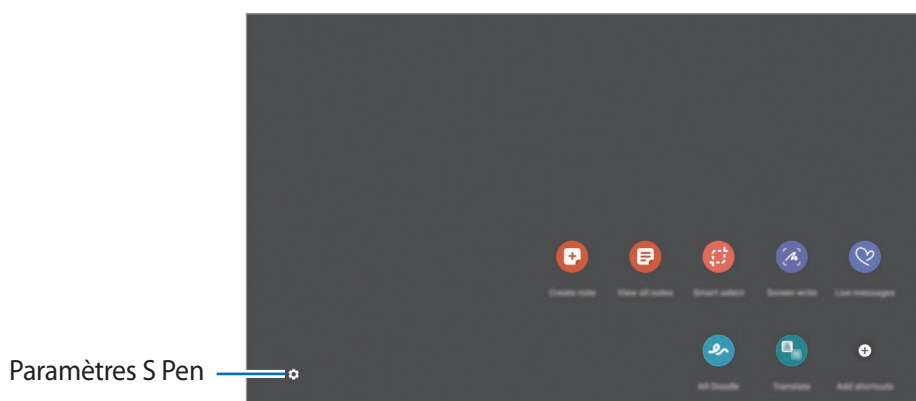 Create note View all notes Smart select Screen write Live messages
AR Doodle Translate Add shortcuts
Paramètres S Pen